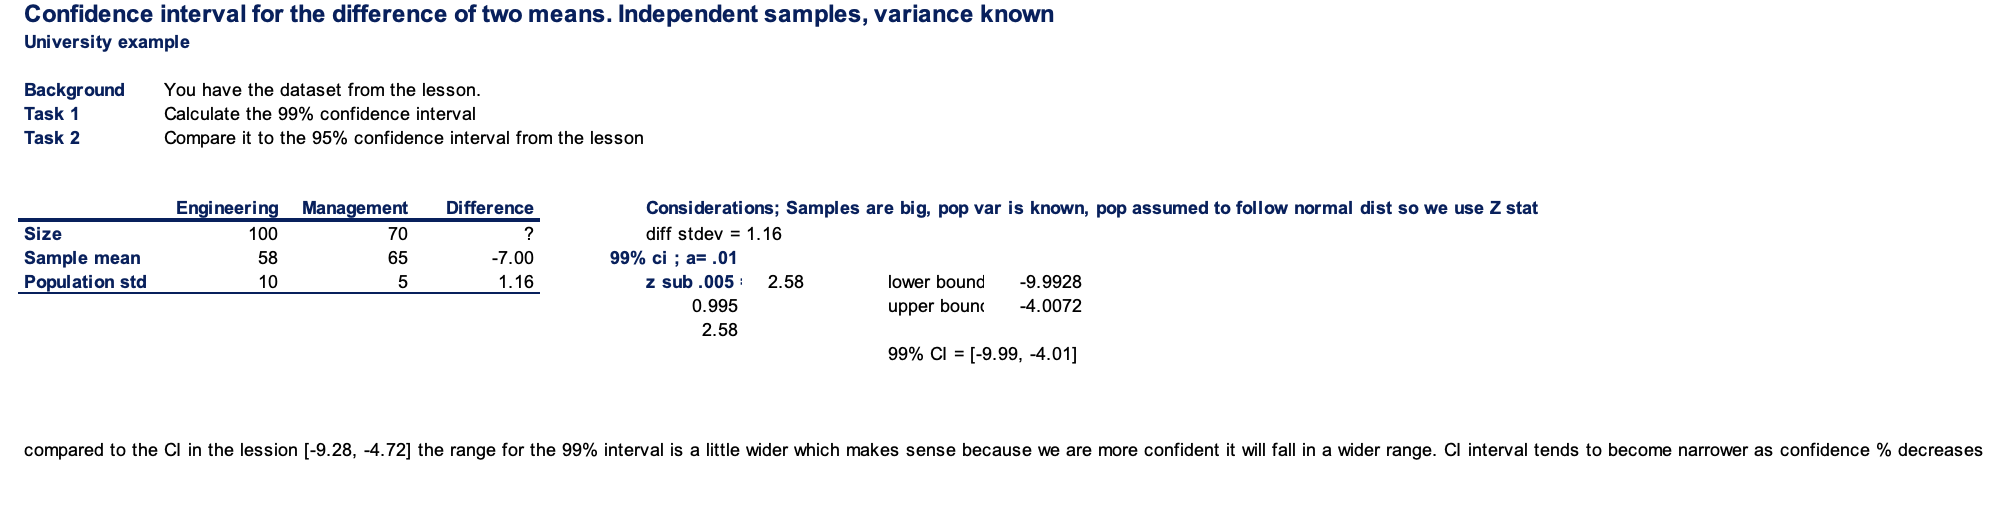 Confidence interval for the difference of two means. Independent samples, variance known
University example
Background You have the dataset from the lesson.
Task 1 Calculate the 99% confidence interval
Task 2 Compare it to the 95% confidence interval from the lesson
Engineering Management Difference Considerations; Samples are big, pop var is known, pop assumed to follow normal dist so we use Z stat
Size 100 70 ? diff stdev = 1.16
Sample mean 58 65 -7.00 99% ci ; a= .01
Population std 10 5 1.16 z sub .005 : 2.58 lower bound -9.9928
0.995 upper boun -4.0072
2.58
99% CI = [-9.99, -4.01]
compared to the CI in the lession [-9.28, -4.72] the range for the 99% interval is a little wider which makes sense because we are more confident it will fall in a wider range. CI interval tends to become narrower as confidence % decreases